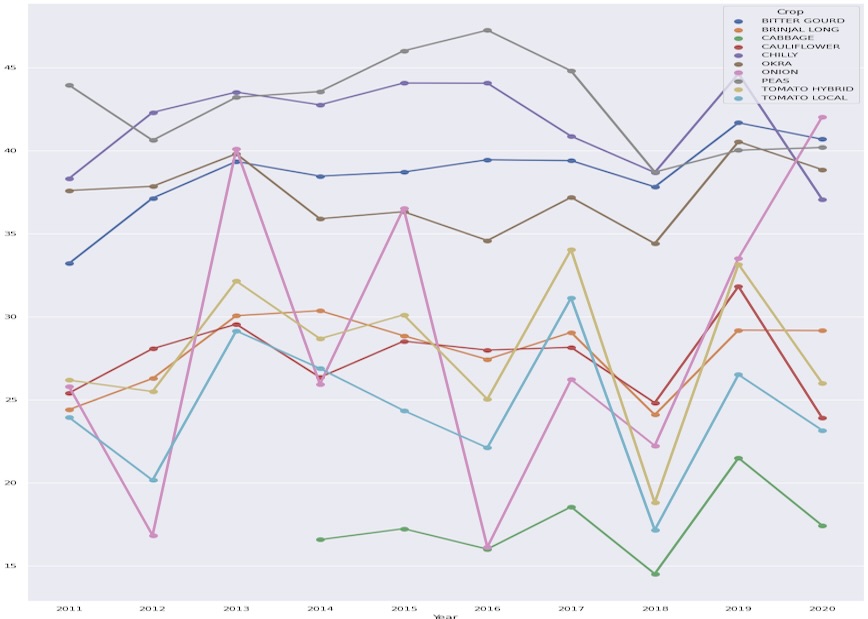 Crop
BITTER GOURD
BRINJAL LONG
CABBAGE
CAULIFLOWER
CHILLY
OKRA
ONION
PEAS
TOMATO HYBRID
TOMATO LOCAL
45
40
35
30
25
20
15
2011 2012 2013 2014 2015 2016 2017 2018 2019 2020
Year